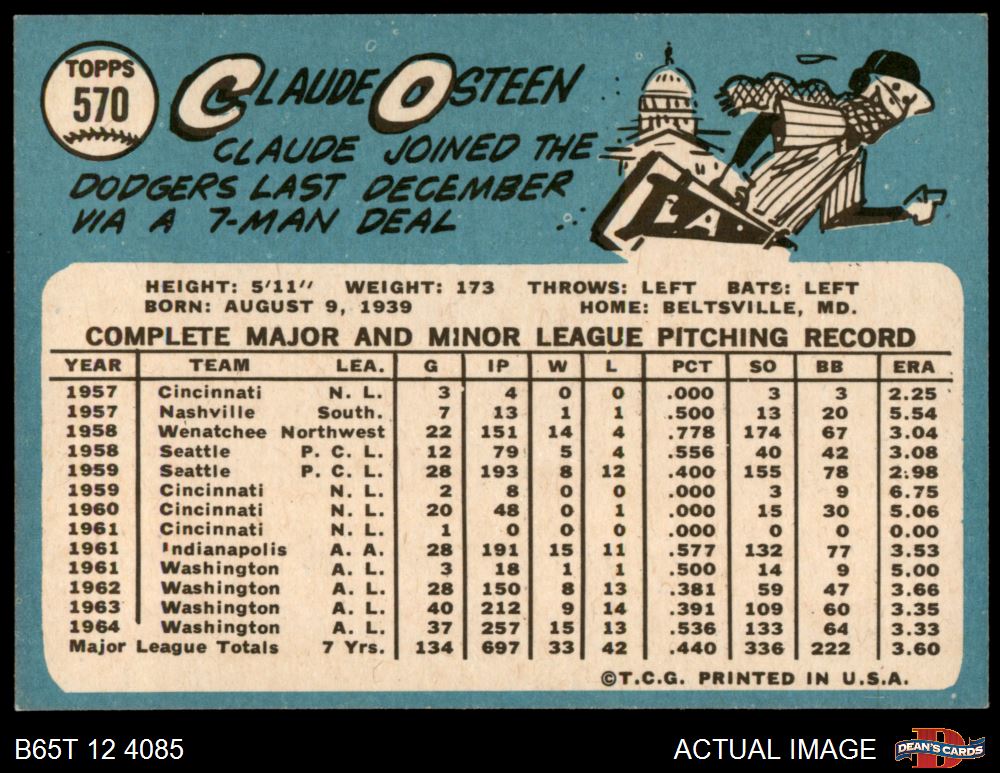 TOPPS
570
CLAUDE OSTEEN
CLAUDE JOINED THE
DODGERS LAST DECEMBER
VIA A 7-MAN DEAL
L.A.
HEIGHT: 5'11" WEIGHT: 173 THROWS: LEFT BATS: LEFT
BORN: AUGUST 9, 1939 HOME: BELTSVILLE, MD.
COMPLETE MAJOR AND MINOR LEAGUE PITCHING RECORD
YEAR TEAM LEA. G IP W L PCT SO BB ERA
1957 Cincinnati N. L. 3 4 0 0 .000 3 3 2.25
1957 Nashville South. 7 13 1 1 .500 13 20 5.54
1958 Wenatchee Northwest 22 151 14 4 .778 174 67 3.04
1958 Seattle P. C. L. 12 79 5 4 .556 40 42 3.08
1959 Seattle P. C. L. 28 193 8 12 .400 155 78 2.98
1959 Cincinnati N. L. 2 8 0 0 .000 3 9 6.75
1960 Cincinnati N. L. 20 48 0 1 .000 15 30 5.06
1961 Cincinnati N. L. 1 0 0 0 .000 0 0 0.00
1961 Indianapolis A. A. 28 191 15 11 .577 132 77 3.53
1961 Washington A. L. 3 18 1 1 .500 14 9 5.00
1962 Washington A. L. 28 150 8 13 .381 59 47 3.66
1963 Washington A. L. 40 212 9 14 .391 109 60 3.35
1964 Washington A. L. 37 257 15 13 .536 133 64 3.33
Major League Totals 7 Yrs. 134 697 33 42 .440 336 222 3.60
©T.C.G. PRINTED IN U.S.A.
B65T 12 4085 ACTUAL IMAGE DEAN'S CARDS